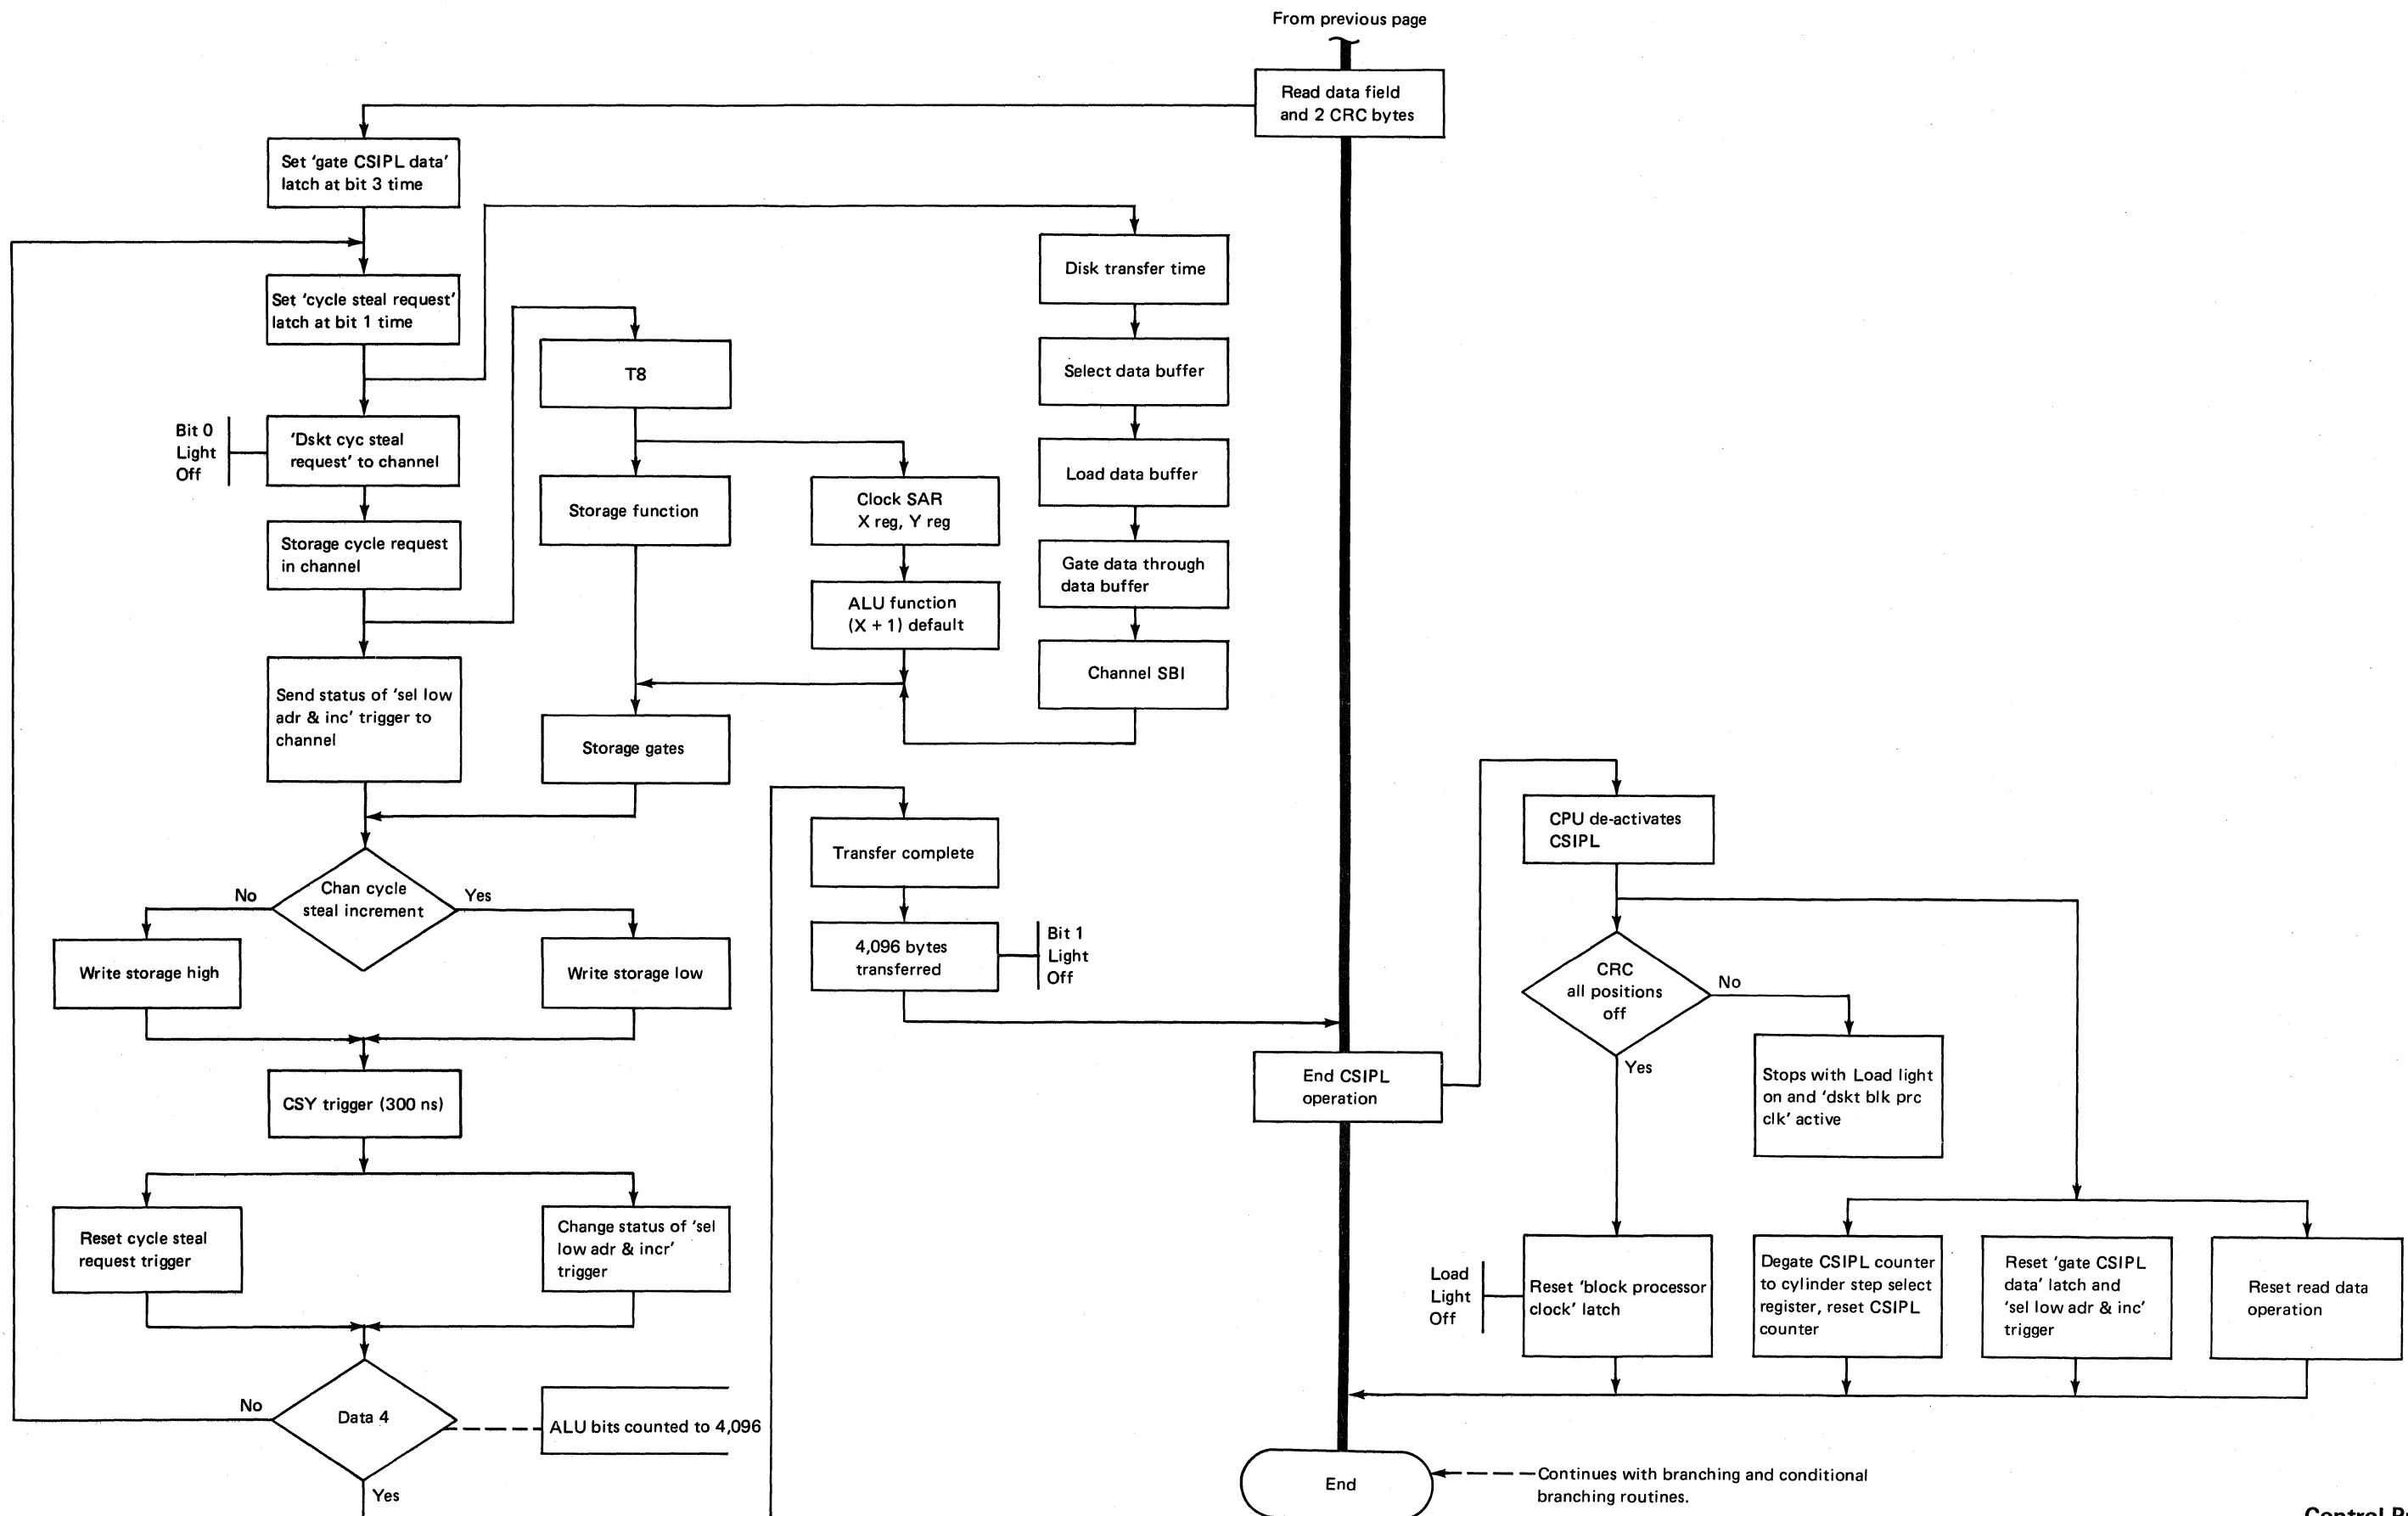 From previous page
Read data field
and 2 CRC bytes
Set ‘gate CSIPL data’
latch at bit 3 time
Set ‘cycle steal request’
latch at bit 1 time
Bit 0
Light
Off
‘Dskt cyc steal
request’ to channel
Storage cycle request
in channel
Send status of ‘sel low
adr & inc’ trigger to
channel
T8
Storage function
Clock SAR
X reg, Y reg
ALU function
(X + 1) default
Storage gates
Disk transfer time
Select data buffer
Load data buffer
Gate data through
data buffer
Channel SBI
Chan cycle
steal increment
No
Yes
Write storage high
Write storage low
CSY trigger (300 ns)
Reset cycle steal
request trigger
Change status of ‘sel
low adr & incr’
trigger
No
Data 4
ALU bits counted to 4,096
Yes
Transfer complete
4,096 bytes
transferred
Bit 1
Light
Off
End CSIPL
operation
CPU de-activates
CSIPL
CRC
all positions
off
No
Yes
Stops with Load light
on and ‘dskt blk prc
clk’ active
Load
Light
Off
Reset ‘block processor
clock’ latch
Degate CSIPL counter
to cylinder step select
register, reset CSIPL
counter
Reset ‘gate CSIPL
data’ latch and
‘sel low adr & inc’
trigger
Reset read data
operation
End
Continues with branching and conditional
branching routines.